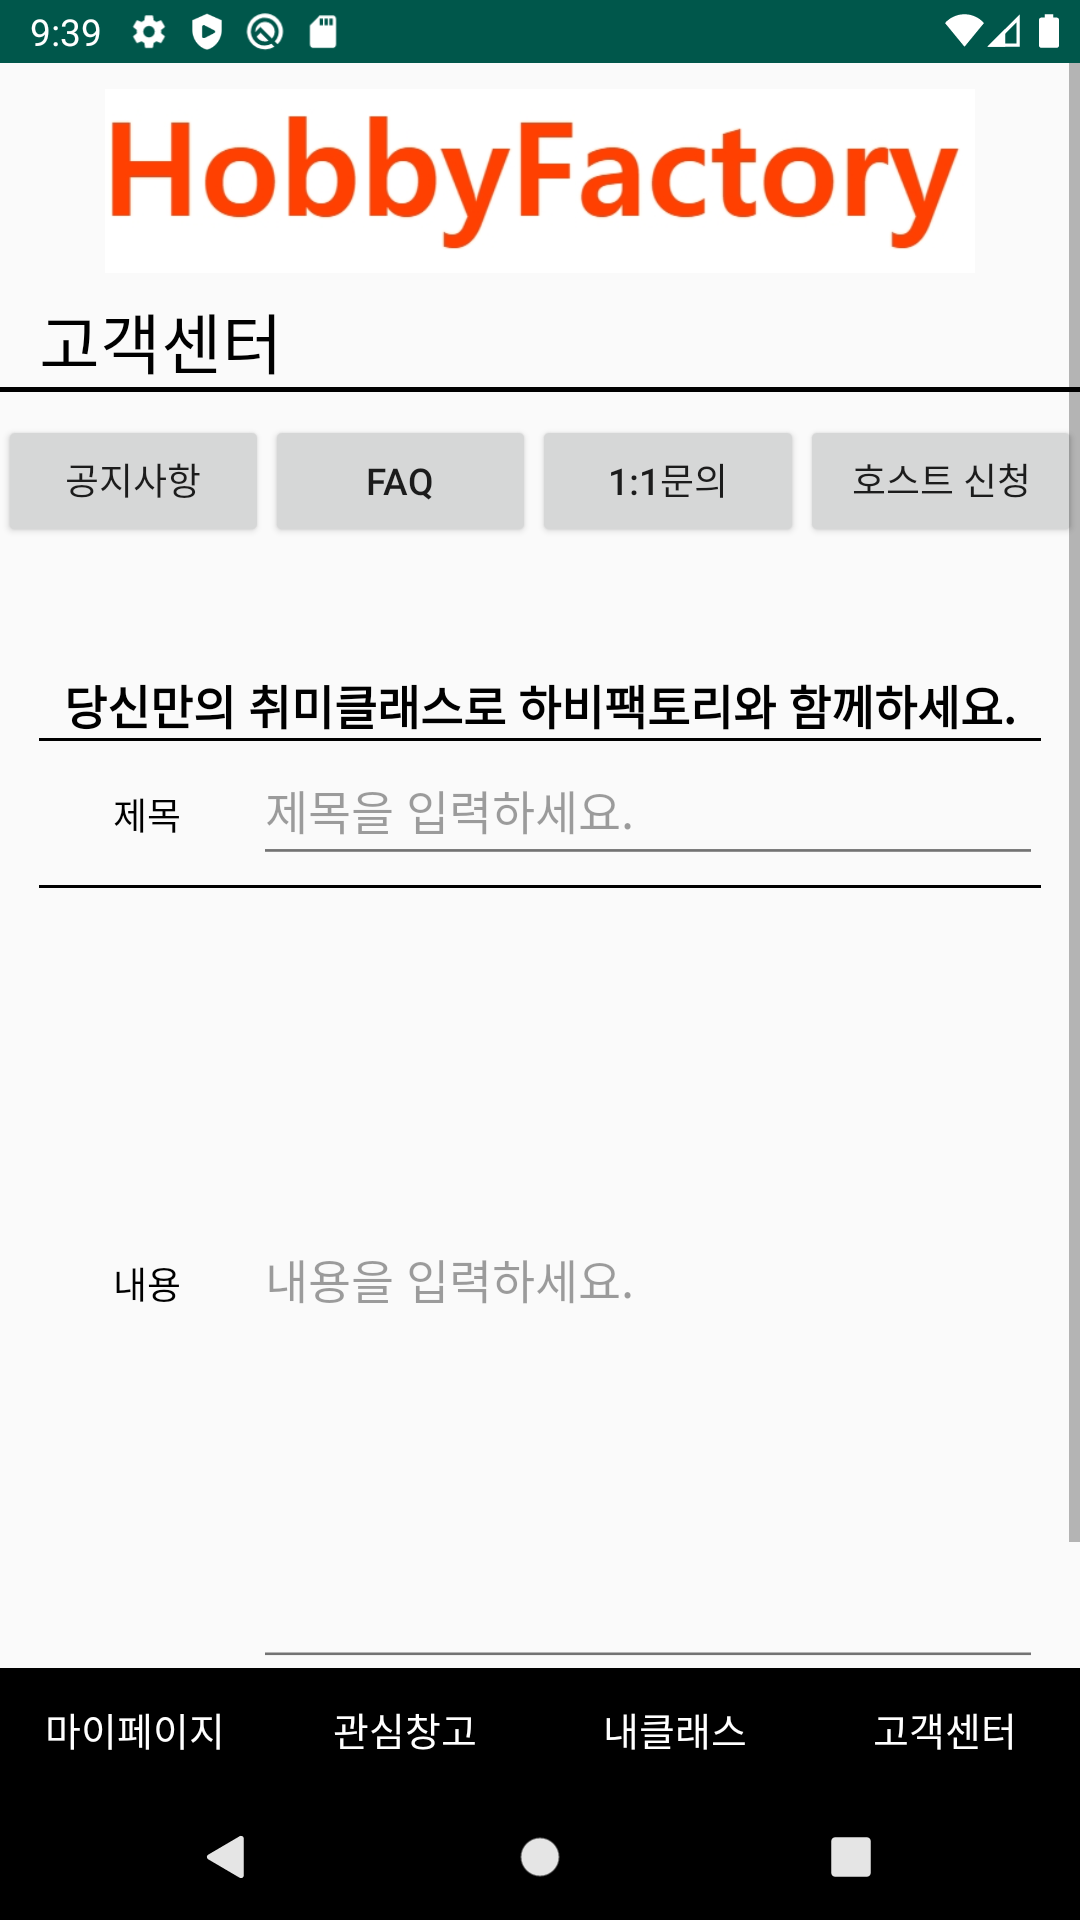 9:39
HobbyFactory
고객센터
공지사항 FAQ 1:1문의 호스트 신청
당신만의 취미클래스로 하비팩토리와 함께하세요.
제목 제목을 입력하세요.
내용 내용을 입력하세요.
마이페이지 관심창고 내클래스 고객센터